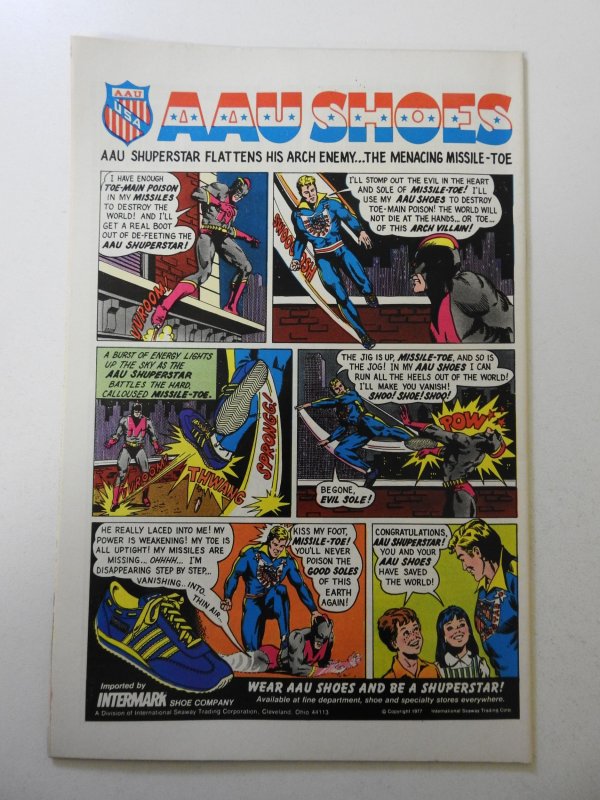 AAU
USA
AAU SHOES
AAU SHUPERSTAR FLATTENS HIS ARCH ENEMY...THE MENACING MISSILE-TOE
I HAVE ENOUGH
TOE-MAIN POISON
IN MY MISSILES
TO DESTROY THE
WORLD! AND I'LL
GET A REAL BOOT
OUT OF DE-FEETING THE
AAU SHUPERSTAR!
VUROOM!
I'LL STOMP OUT THE EVIL IN THE HEART
AND SOLE OF MISSILE-TOE! I'LL
USE MY AAU SHOES TO DESTROY
TOE-MAIN POISON! THE WORLD WILL
NOT DIE AT THE HANDS... OR TOE...
OF THIS ARCH VILLAIN!
A BURST OF ENERGY LIGHTS
UP THE SKY AS THE
AAU SHUPERSTAR
BATTLES THE HARD,
CALLOUSED MISSILE-TOE.
THWANG
SPRONGG!
THE JIG IS UP, MISSILE-TOE, AND SO IS
THE JOG! IN MY AAU SHOES I CAN
RUN ALL THE HEELS OUT OF THE WORLD!
I'LL MAKE YOU VANISH!
SHOO! SHOE! SHOO!
POW!
BEGONE,
EVIL SOLE!
HE REALLY LACED INTO ME! MY
POWER IS WEAKENING! MY TOE IS
ALL UPTIGHT! MY MISSILES ARE
MISSING... OHHHH... I'M
DISAPPEARING STEP BY STEP...
VANISHING...INTO...
THIN AIR...
KISS MY FOOT,
MISSILE-TOE!
YOU'LL NEVER
POISON THE
GOOD SOLES
OF THIS
EARTH
AGAIN!
CONGRATULATIONS,
AAU SHUPERSTAR!
YOU AND YOUR
AAU SHOES
HAVE SAVED
THE WORLD!
Imported by
INTERMARK SHOE COMPANY
A Division of International Seaway Trading Corporation, Cleveland, Ohio 44113
WEAR AAU SHOES AND BE A SHUPERSTAR!
Available at fine department, shoe and specialty stores everywhere.
© Copyright 1977 International Seaway Trading Corp.